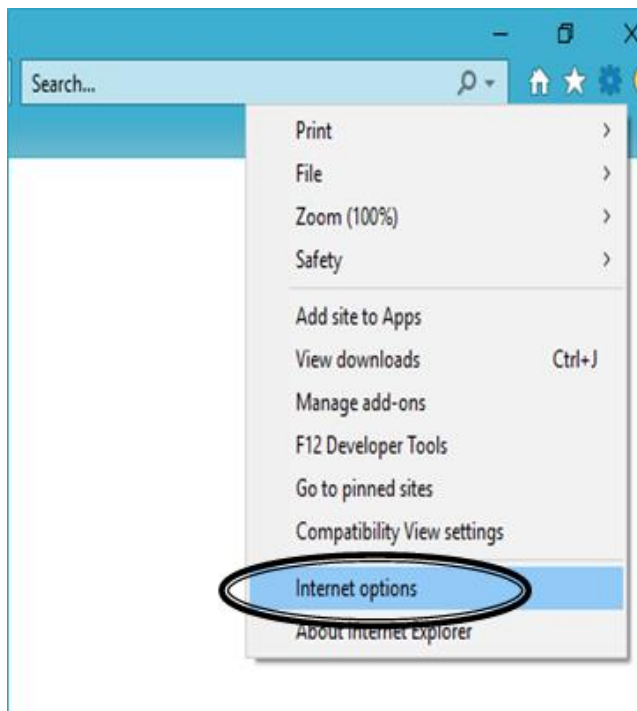 Search...
Print
File
Zoom (100%)
Safety
Add site to Apps
View downloads Ctrl+J
Manage add-ons
F12 Developer Tools
Go to pinned sites
Compatibility View settings
Internet options
About Internet Explorer